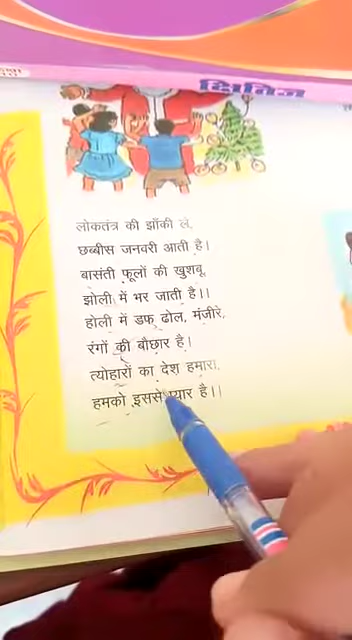 क्षितिज
लोकतंत्र की झाँकी ले,
छब्बीस जनवरी आती है।
बासंती फूलों की खुशबू,
झोली में भर जाती है।।
होली में डफ, ढोल, मंजीरे,
रंगों की बौछार है।
त्योहारों का देश हमारा,
हमको इससे प्यार है।।